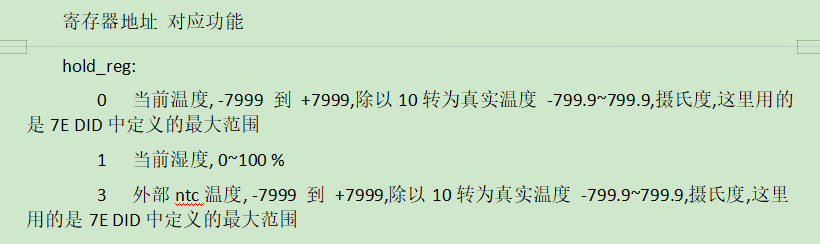 寄存器地址 对应功能
hold_reg:
0 当前温度, -7999 到 +7999,除以 10 转为真实温度 -799.9~799.9,摄氏度,这里用的
是 7E DID 中定义的最大范围
1 当前湿度, 0~100 %
3 外部 ntc 温度, -7999 到 +7999,除以 10 转为真实温度 -799.9~799.9,摄氏度,这里
用的是 7E DID 中定义的最大范围